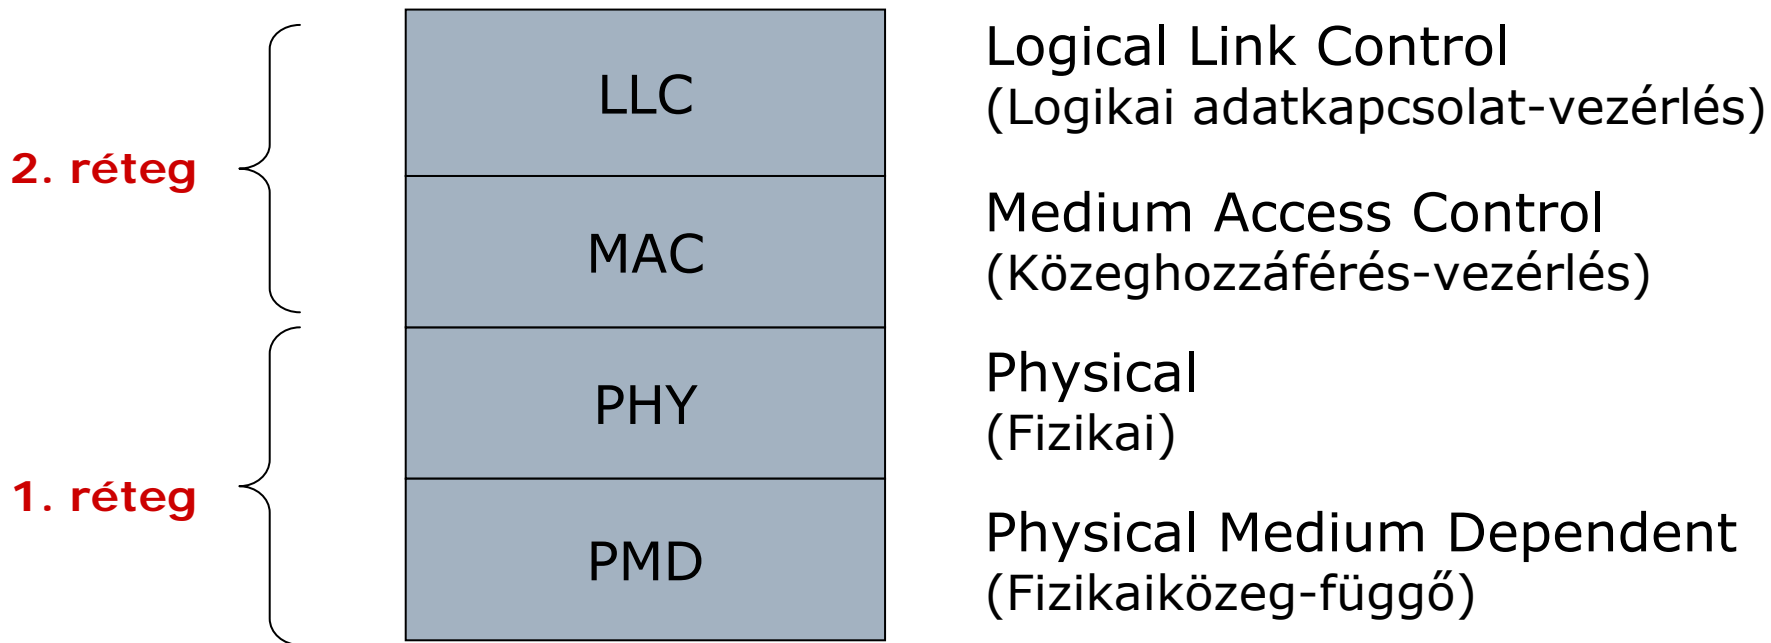 LLC
Logical Link Control
(Logikai adatkapcsolat-vezérlés)
2. réteg
MAC
Medium Access Control
(Közeghozzáférés-vezérlés)
PHY
Physical
(Fizikai)
1. réteg
PMD
Physical Medium Dependent
(Fizikaiközeg-függő)